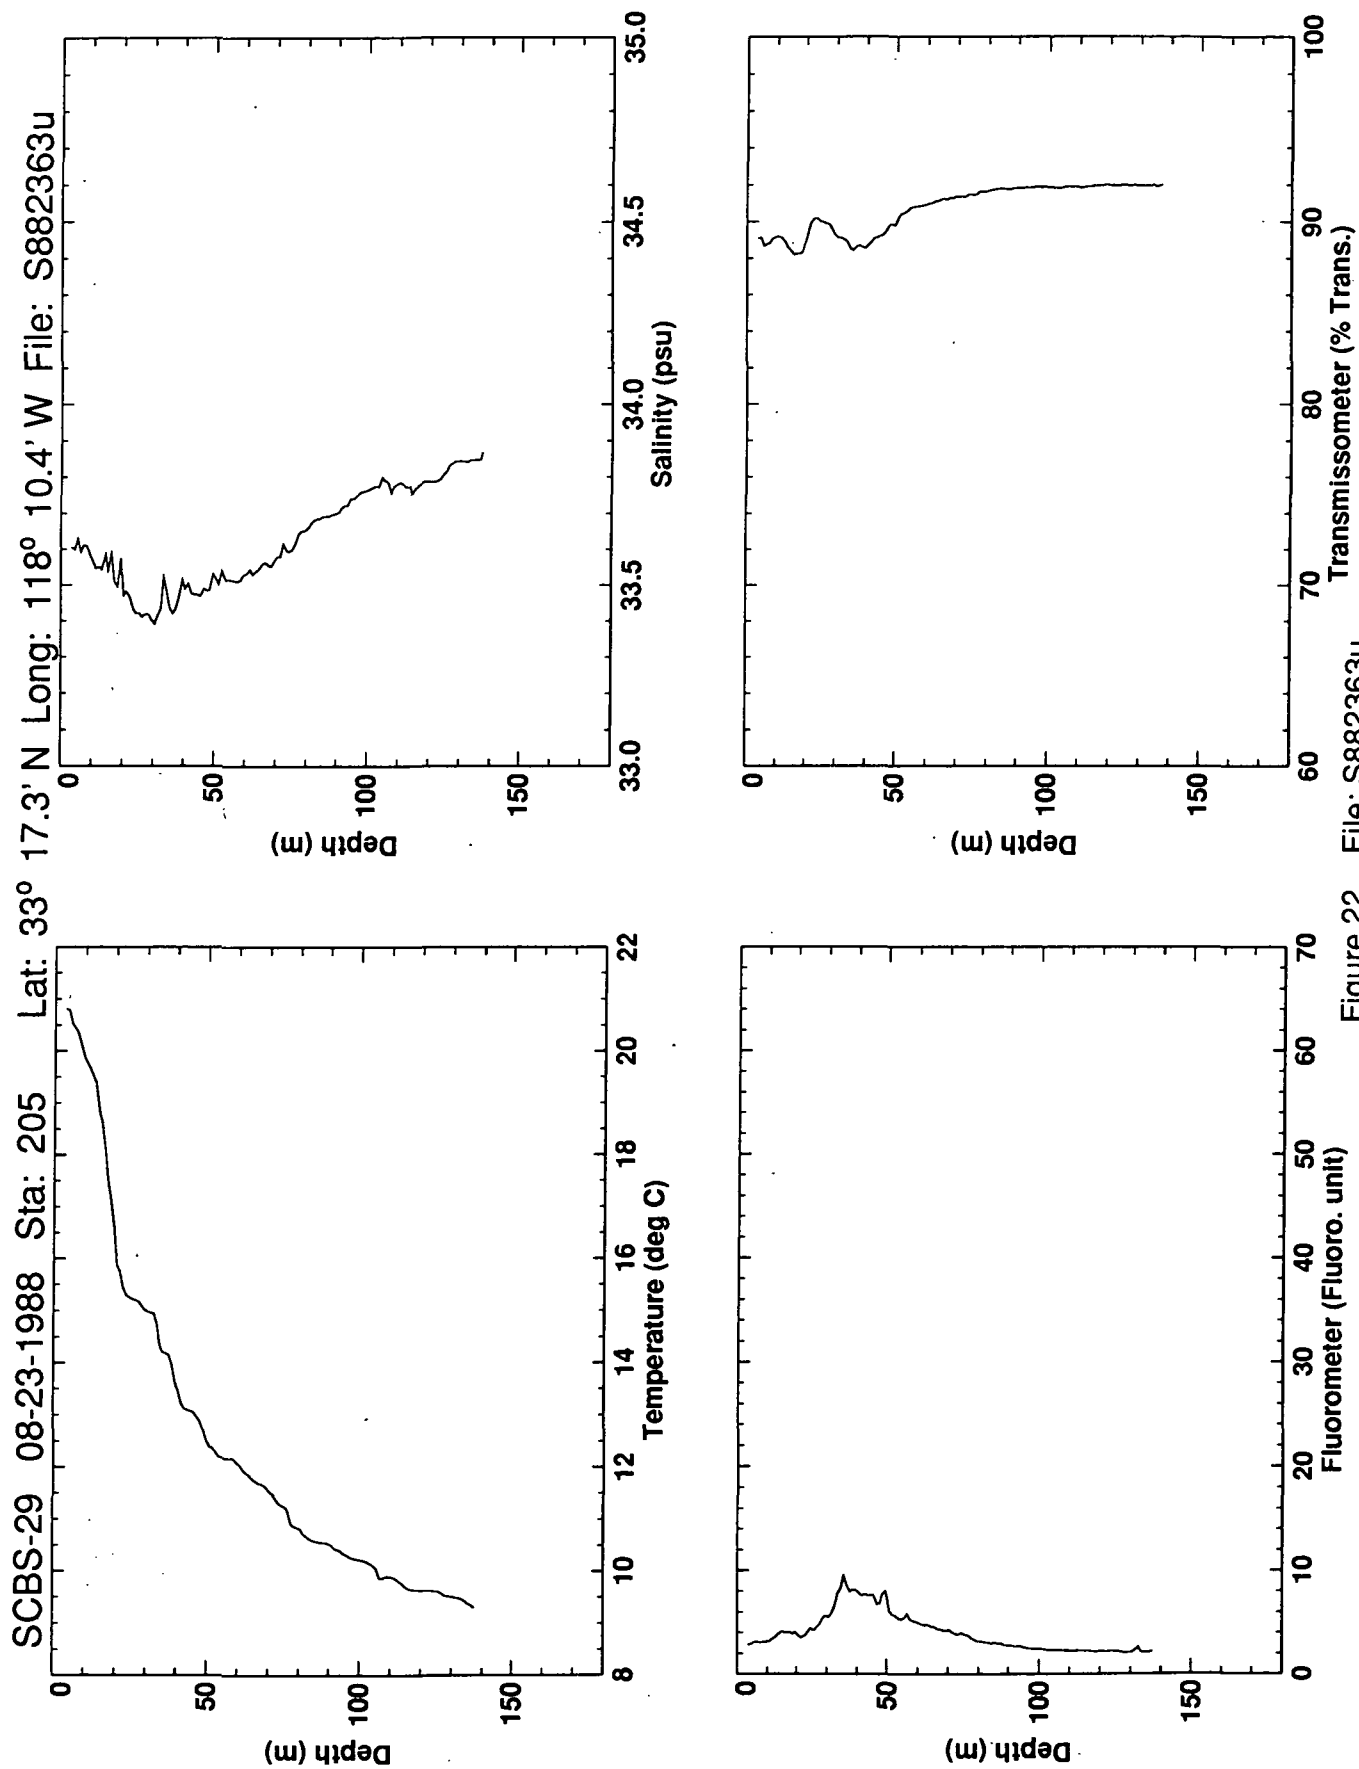 SCBS-29 08-23-1988 Sta: 205 Lat: 33° 17.3' N Long: 118° 10.4' W File: S882363u
Depth (m)
0
50
100
150
8 10 12 14 16 18 20 22
Temperature (deg C)
Depth (m)
0
50
100
150
33.0 33.5 34.0 34.5 35.0
Salinity (psu)
Depth (m)
0
50
100
150
0 10 20 30 40 50 60 70
Fluorometer (Fluoro. unit)
Depth (m)
0
50
100
150
60 70 80 90 100
Transmissometer (% Trans.)
Figure 22 File: S882363u